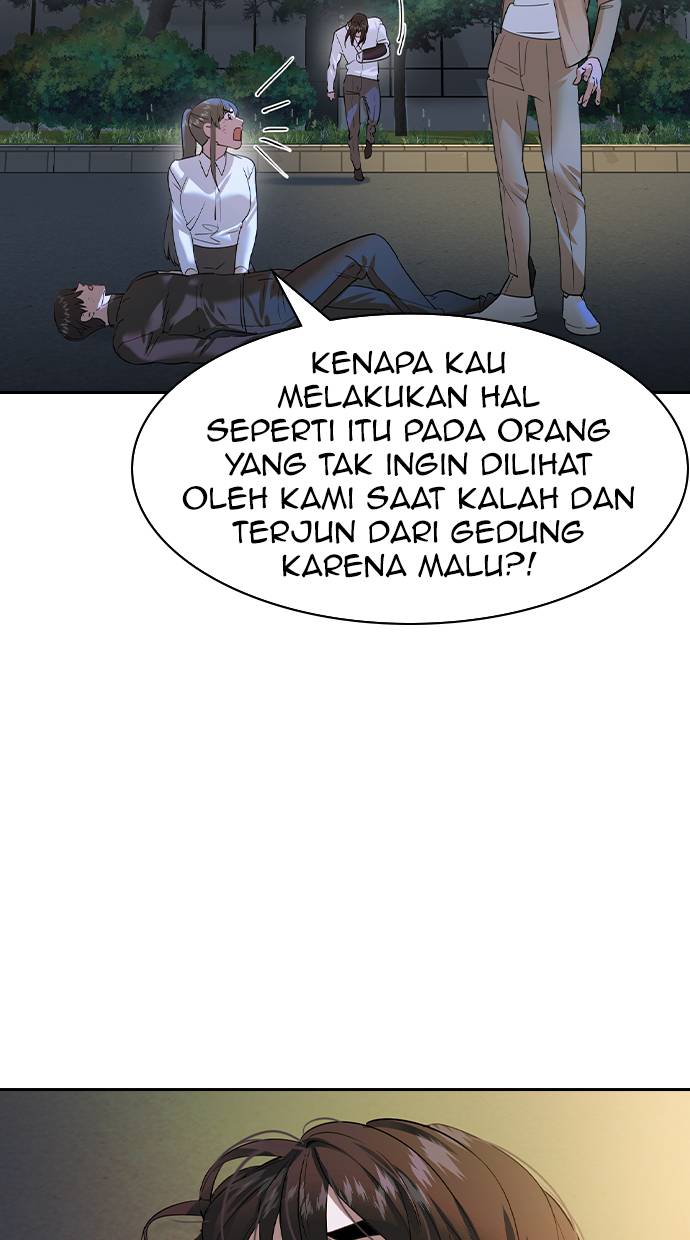 KENAPA KAU
MELAKUKAN HAL
SEPERTI ITU PADA ORANG
YANG TAK INGIN DILIHAT
OLEH KAMI SAAT KALAH DAN
TERJUN DARI GEDUNG
KARENA MALU?!